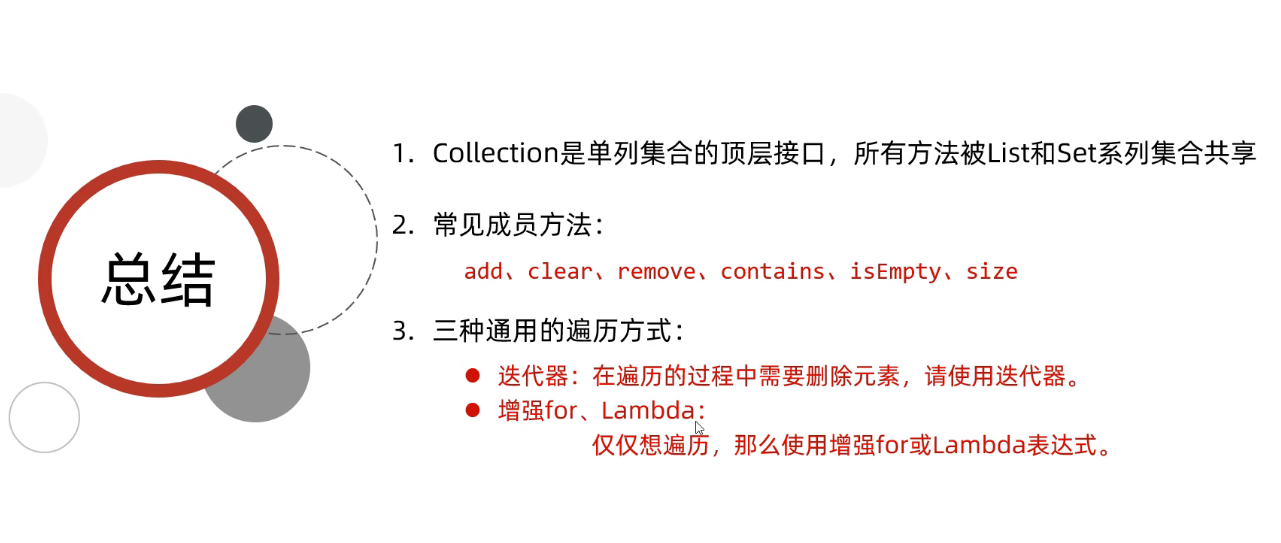 总结
1. Collection是单列集合的顶层接口，所有方法被List和Set系列集合共享
2. 常见成员方法：
add、clear、remove、contains、isEmpty、size
3. 三种通用的遍历方式：
● 迭代器：在遍历的过程中需要删除元素，请使用迭代器。
● 增强for、Lambda：
仅仅想遍历，那么使用增强for或Lambda表达式。